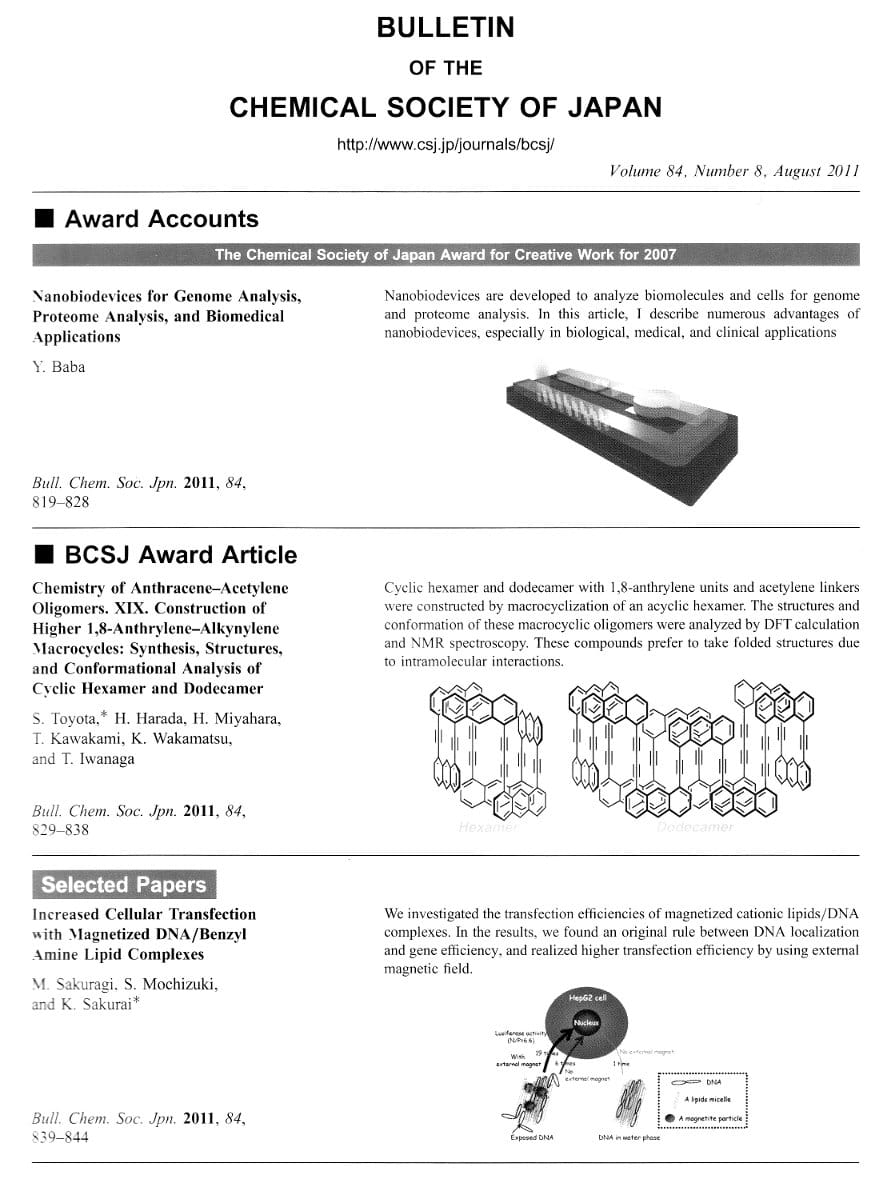 BULLETIN
OF THE
CHEMICAL SOCIETY OF JAPAN
http://www.csj.jp/journals/bcsj/
Volume 84, Number 8, August 2011
■ Award Accounts
The Chemical Society of Japan Award for Creative Work for 2007
Nanobiodevices for Genome Analysis,
Proteome Analysis, and Biomedical
Applications
Y. Baba
Bull. Chem. Soc. Jpn. 2011, 84,
819–828
Nanobiodevices are developed to analyze biomolecules and cells for genome
and proteome analysis. In this article, I describe numerous advantages of
nanobiodevices, especially in biological, medical, and clinical applications
■ BCSJ Award Article
Chemistry of Anthracene–Acetylene
Oligomers. XIX. Construction of
Higher 1,8-Anthrylene–Alkynylene
Macrocycles: Synthesis, Structures,
and Conformational Analysis of
Cyclic Hexamer and Dodecamer
S. Toyota,* H. Harada, H. Miyahara,
T. Kawakami, K. Wakamatsu,
and T. Iwanaga
Bull. Chem. Soc. Jpn. 2011, 84,
829–838
Cyclic hexamer and dodecamer with 1,8-anthrylene units and acetylene linkers
were constructed by macrocyclization of an acyclic hexamer. The structures and
conformation of these macrocyclic oligomers were analyzed by DFT calculation
and NMR spectroscopy. These compounds prefer to take folded structures due
to intramolecular interactions.
Hexamer
Dodecamer
Selected Papers
Increased Cellular Transfection
with Magnetized DNA/Benzyl
Amine Lipid Complexes
M. Sakuragi, S. Mochizuki,
and K. Sakurai*
Bull. Chem. Soc. Jpn. 2011, 84,
839–844
We investigated the transfection efficiencies of magnetized cationic lipids/DNA
complexes. In the results, we found an original rule between DNA localization
and gene efficiency, and realized higher transfection efficiency by using external
magnetic field.
HepG2 cell
Nucleus
Luciferase activity
(N/P=6.6)
With
external magnet
19 times
6 times
No
external magnet
1 time
No external magnet
DNA
A lipide micelle
A magnetite particle
Exposed DNA
DNA in water phase